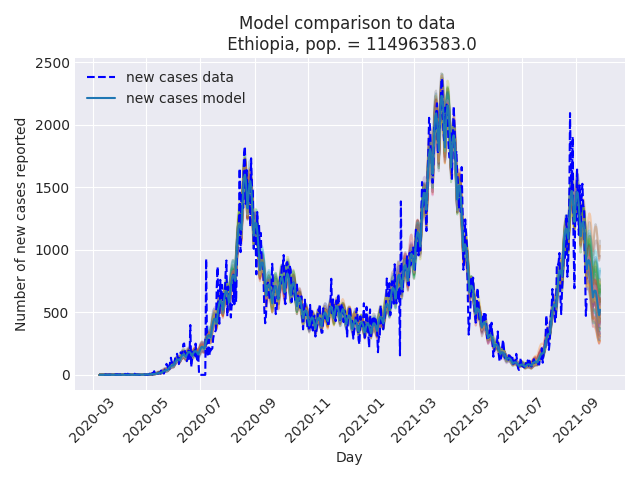 Model comparison to data
Ethiopia, pop. = 114963583.0
2500
2000
1500
1000
500
0
Number of new cases reported
new cases data
new cases model
2020-03
2020-05
2020-07
2020-09
2020-11
2021-01
2021-03
2021-05
2021-07
2021-09
Day